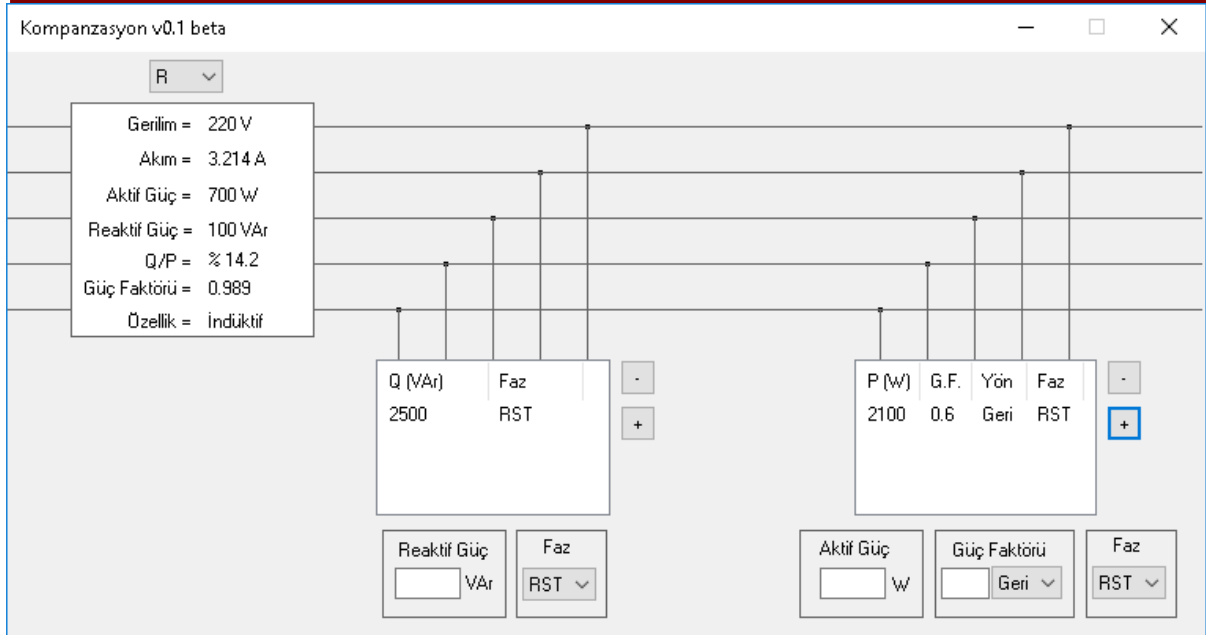 Kompanzasyon v0.1 beta
R
Gerilim = 220 V
Akım = 3.214 A
Aktif Güç = 700 W
Reaktif Güç = 100 VAr
Q/P = % 14.2
Güç Faktörü = 0.989
Özellik = İndüktif
Q (VAr) Faz
2500 RST
-
+
P (W) G.F. Yön Faz
2100 0.6 Geri RST
-
+
Reaktif Güç
VAr
Faz
RST
Aktif Güç
W
Güç Faktörü
Geri
Faz
RST